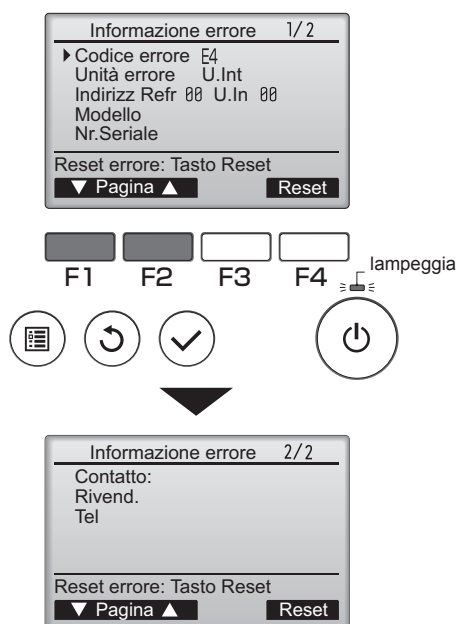 Informazione errore 1/2
Codice errore E4
Unità errore U.Int
Indirizz Refr 00 U.In 00
Modello
Nr.Seriale
Reset errore: Tasto Reset
▼ Pagina ▲ Reset
F1 F2 F3 F4
lampeggia
Informazione errore 2/2
Contatto:
Rivend.
Tel
Reset errore: Tasto Reset
▼ Pagina ▲ Reset